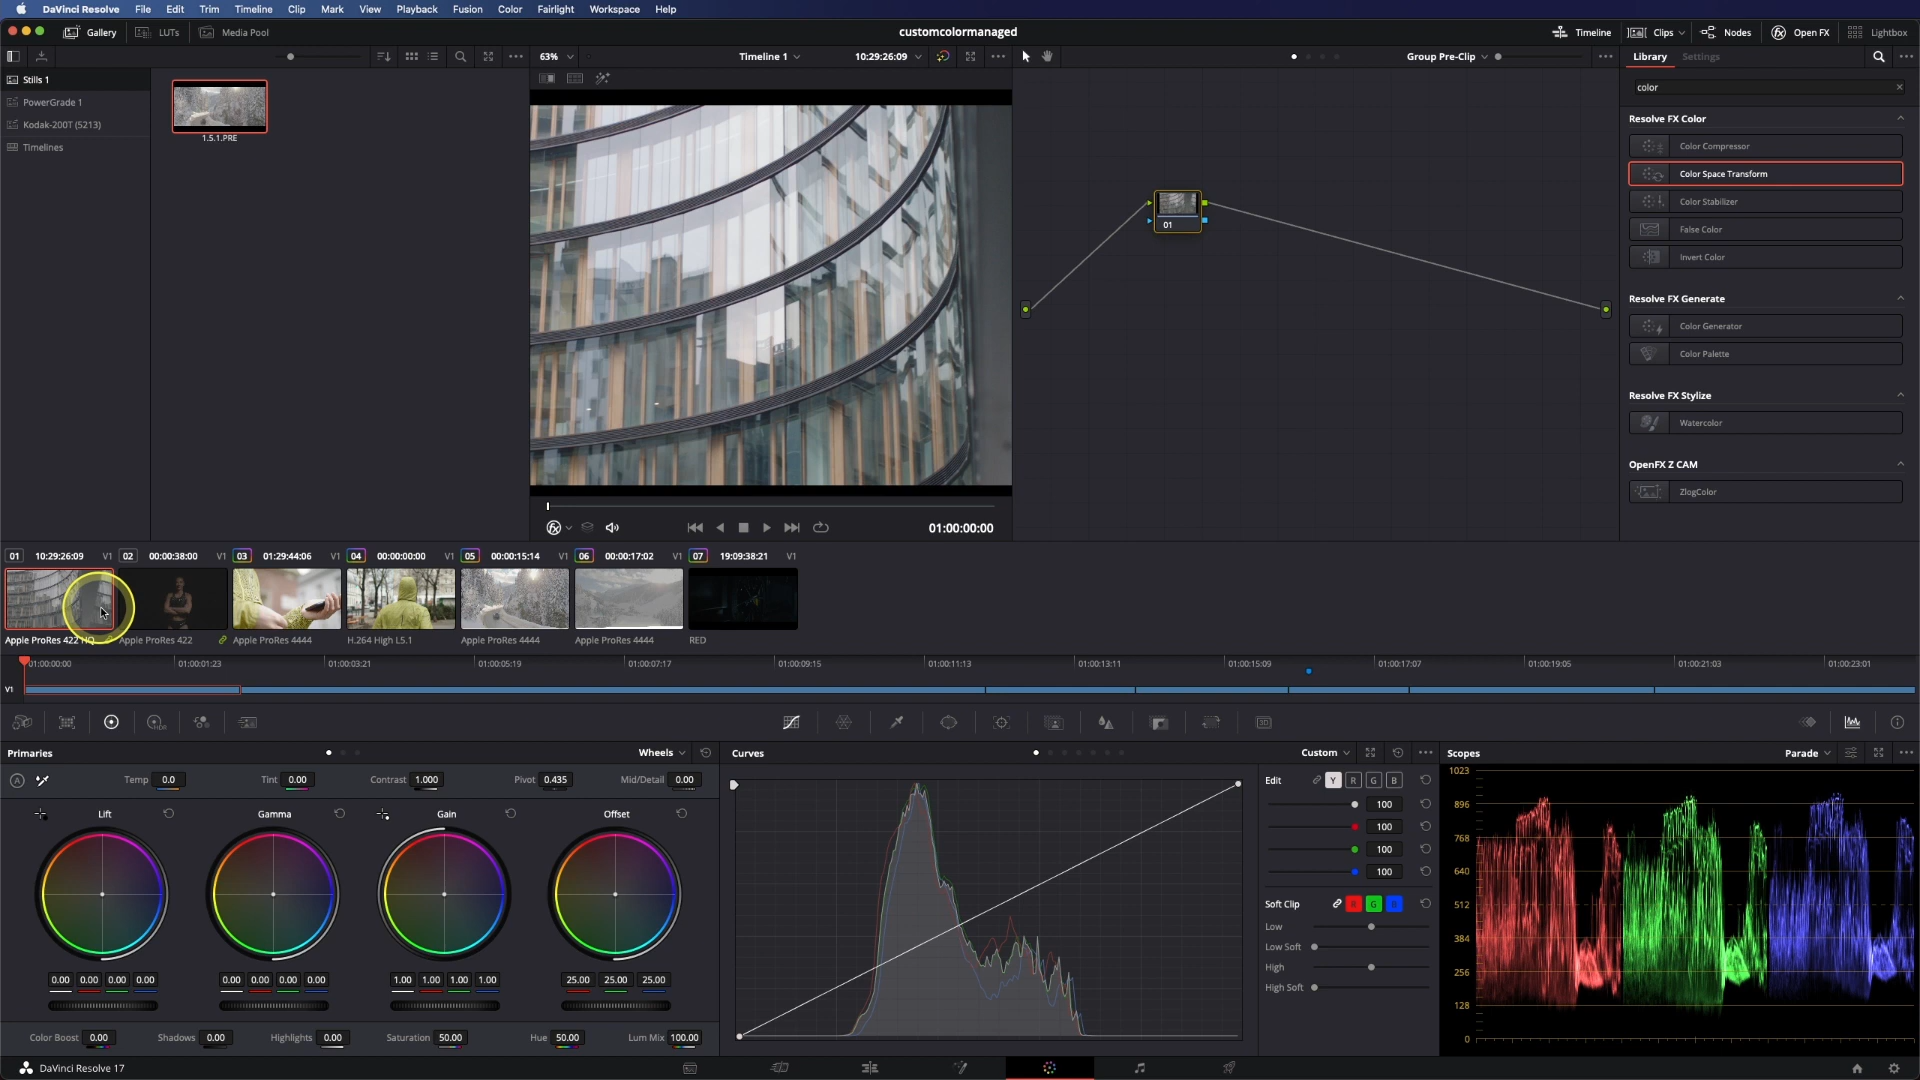 DaVinci Resolve File Edit Trim Timeline Clip Mark View Playback Fusion Color Fairlight Workspace Help
Gallery LUTs Media Pool customcolormanaged Timeline Clips Nodes Open FX Lightbox
63% Timeline 1 10:29:26:09 Group Pre-Clip Library Settings
Stills 1
PowerGrade 1
Kodak-200T (5213)
Timelines
1.5.1.PRE
01
color
Resolve FX Color
Color Compressor
Color Space Transform
Color Stabilizer
False Color
Invert Color
Resolve FX Generate
Color Generator
Color Palette
Resolve FX Stylize
Watercolor
OpenFX Z CAM
ZlogColor
01:00:00:00
01 10:29:26:09 V1 02 00:00:38:00 V1 03 01:29:44:06 V1 04 00:00:00:00 V1 05 00:00:15:14 V1 06 00:00:17:02 V1 07 19:09:38:21 V1
Apple ProRes 422 HQ Apple ProRes 422 Apple ProRes 4444 H.264 High L5.1 Apple ProRes 4444 Apple ProRes 4444 RED
01:00:00:00 01:00:01:23 01:00:03:21 01:00:05:19 01:00:07:17 01:00:09:15 01:00:11:13 01:00:13:11 01:00:15:09 01:00:17:07 01:00:19:05 01:00:21:03 01:00:23:01
V1
Primaries Wheels
A Temp 0.0 Tint 0.00 Contrast 1.000 Pivot 0.435 Mid/Detail 0.00
Lift Gamma Gain Offset
0.00 0.00 0.00 0.00 0.00 0.00 0.00 0.00 1.00 1.00 1.00 1.00 25.00 25.00 25.00
Color Boost 0.00 Shadows 0.00 Highlights 0.00 Saturation 50.00 Hue 50.00 Lum Mix 100.00
Curves Custom
Edit Y R G B
100
100
100
100
Soft Clip R G B
Low
Low Soft
High
High Soft
Scopes Parade
1023
896
768
640
512
384
256
128
0
DaVinci Resolve 17